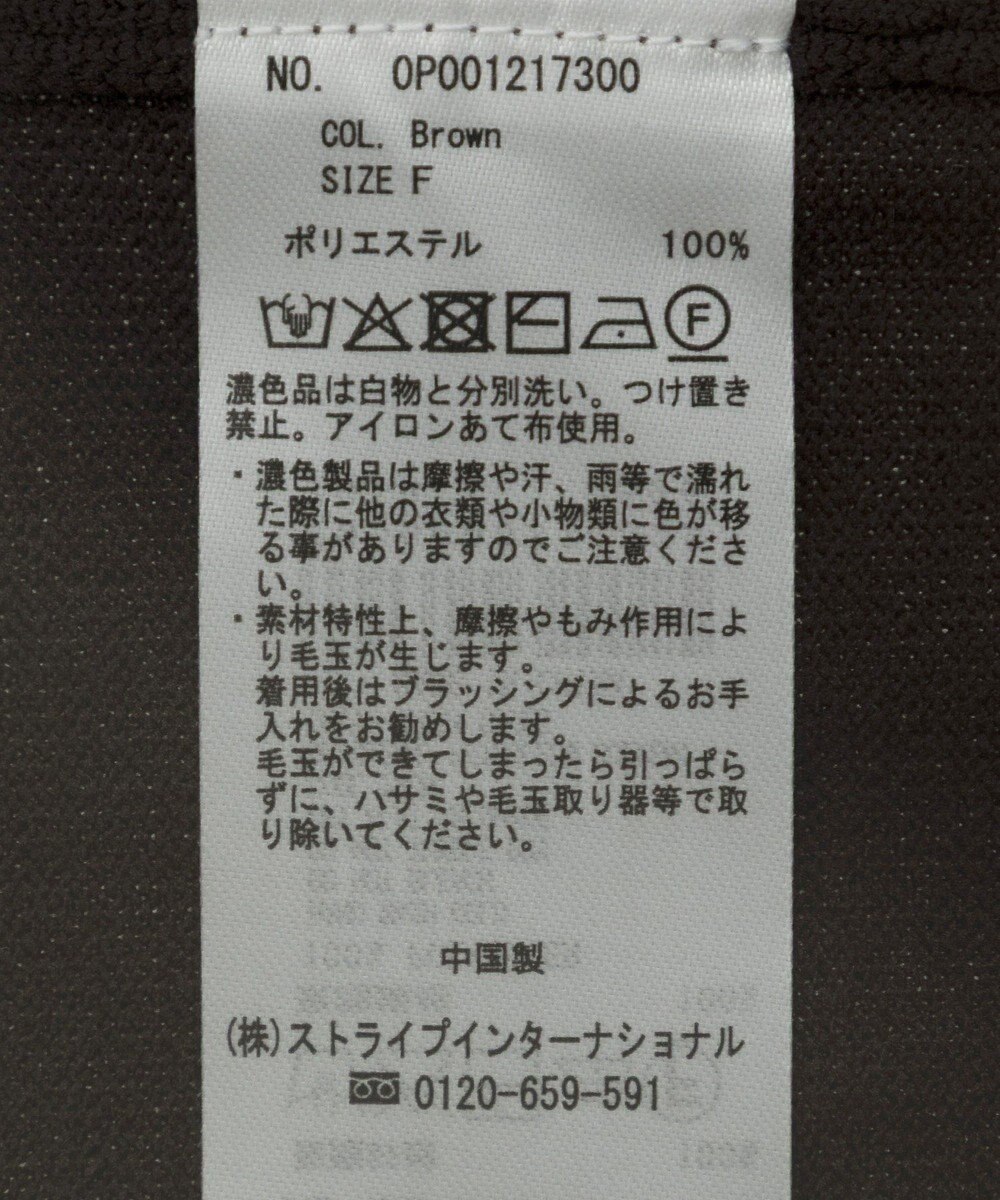 NO. OP001217300
COL. Brown
SIZE F
ポリエステル 100%
F
濃色品は白物と分別洗い。つけ置き
禁止。アイロンあて布使用。
・濃色製品は摩擦や汗、雨等で濡れ
た際に他の衣類や小物類に色が移
る事がありますのでご注意くださ
い。
・素材特性上、摩擦やもみ作用によ
り毛玉が生じます。
着用後はブラッシングによるお手
入れをお勧めします。
毛玉ができてしまったら引っぱら
ずに、ハサミや毛玉取り器等で取
り除いてください。
中国製
(株)ストライプインターナショナル
0120-659-591